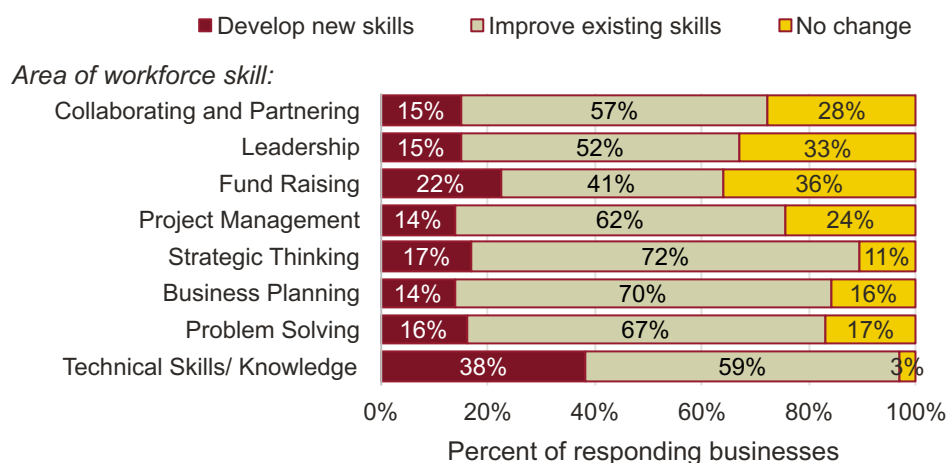 Develop new skills Improve existing skills No change
Area of workforce skill:
Collaborating and Partnering 15% 57% 28%
Leadership 15% 52% 33%
Fund Raising 22% 41% 36%
Project Management 14% 62% 24%
Strategic Thinking 17% 72% 11%
Business Planning 14% 70% 16%
Problem Solving 16% 67% 17%
Technical Skills/ Knowledge 38% 59% 3%
0% 20% 40% 60% 80% 100%
Percent of responding businesses